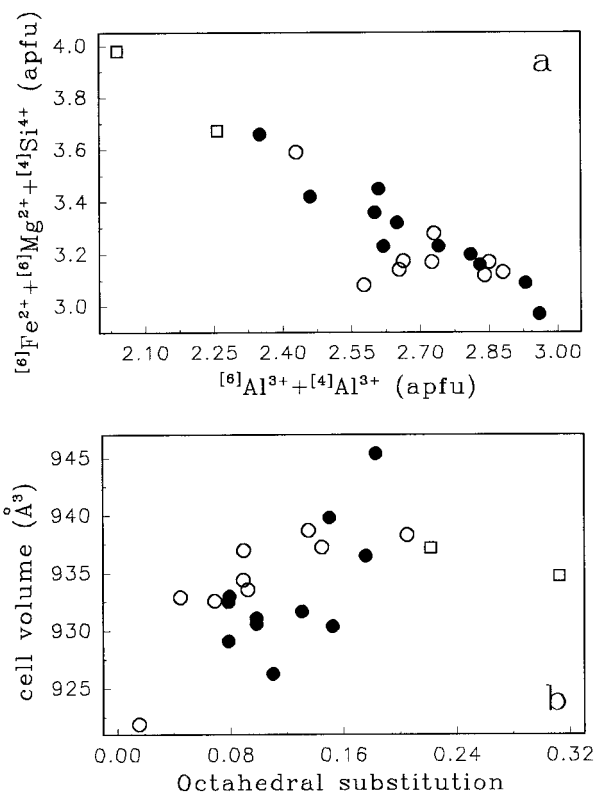 a
[6]Fe2++[6]Mg2++[4]Si4+ (apfu)
4.0
3.8
3.6
3.4
3.2
3.0
2.10 2.25 2.40 2.55 2.70 2.85 3.00
[6]Al3++[4]Al3+ (apfu)
cell volume (Å3)
945
940
935
930
925
b
0.00 0.08 0.16 0.24 0.32
Octahedral substitution